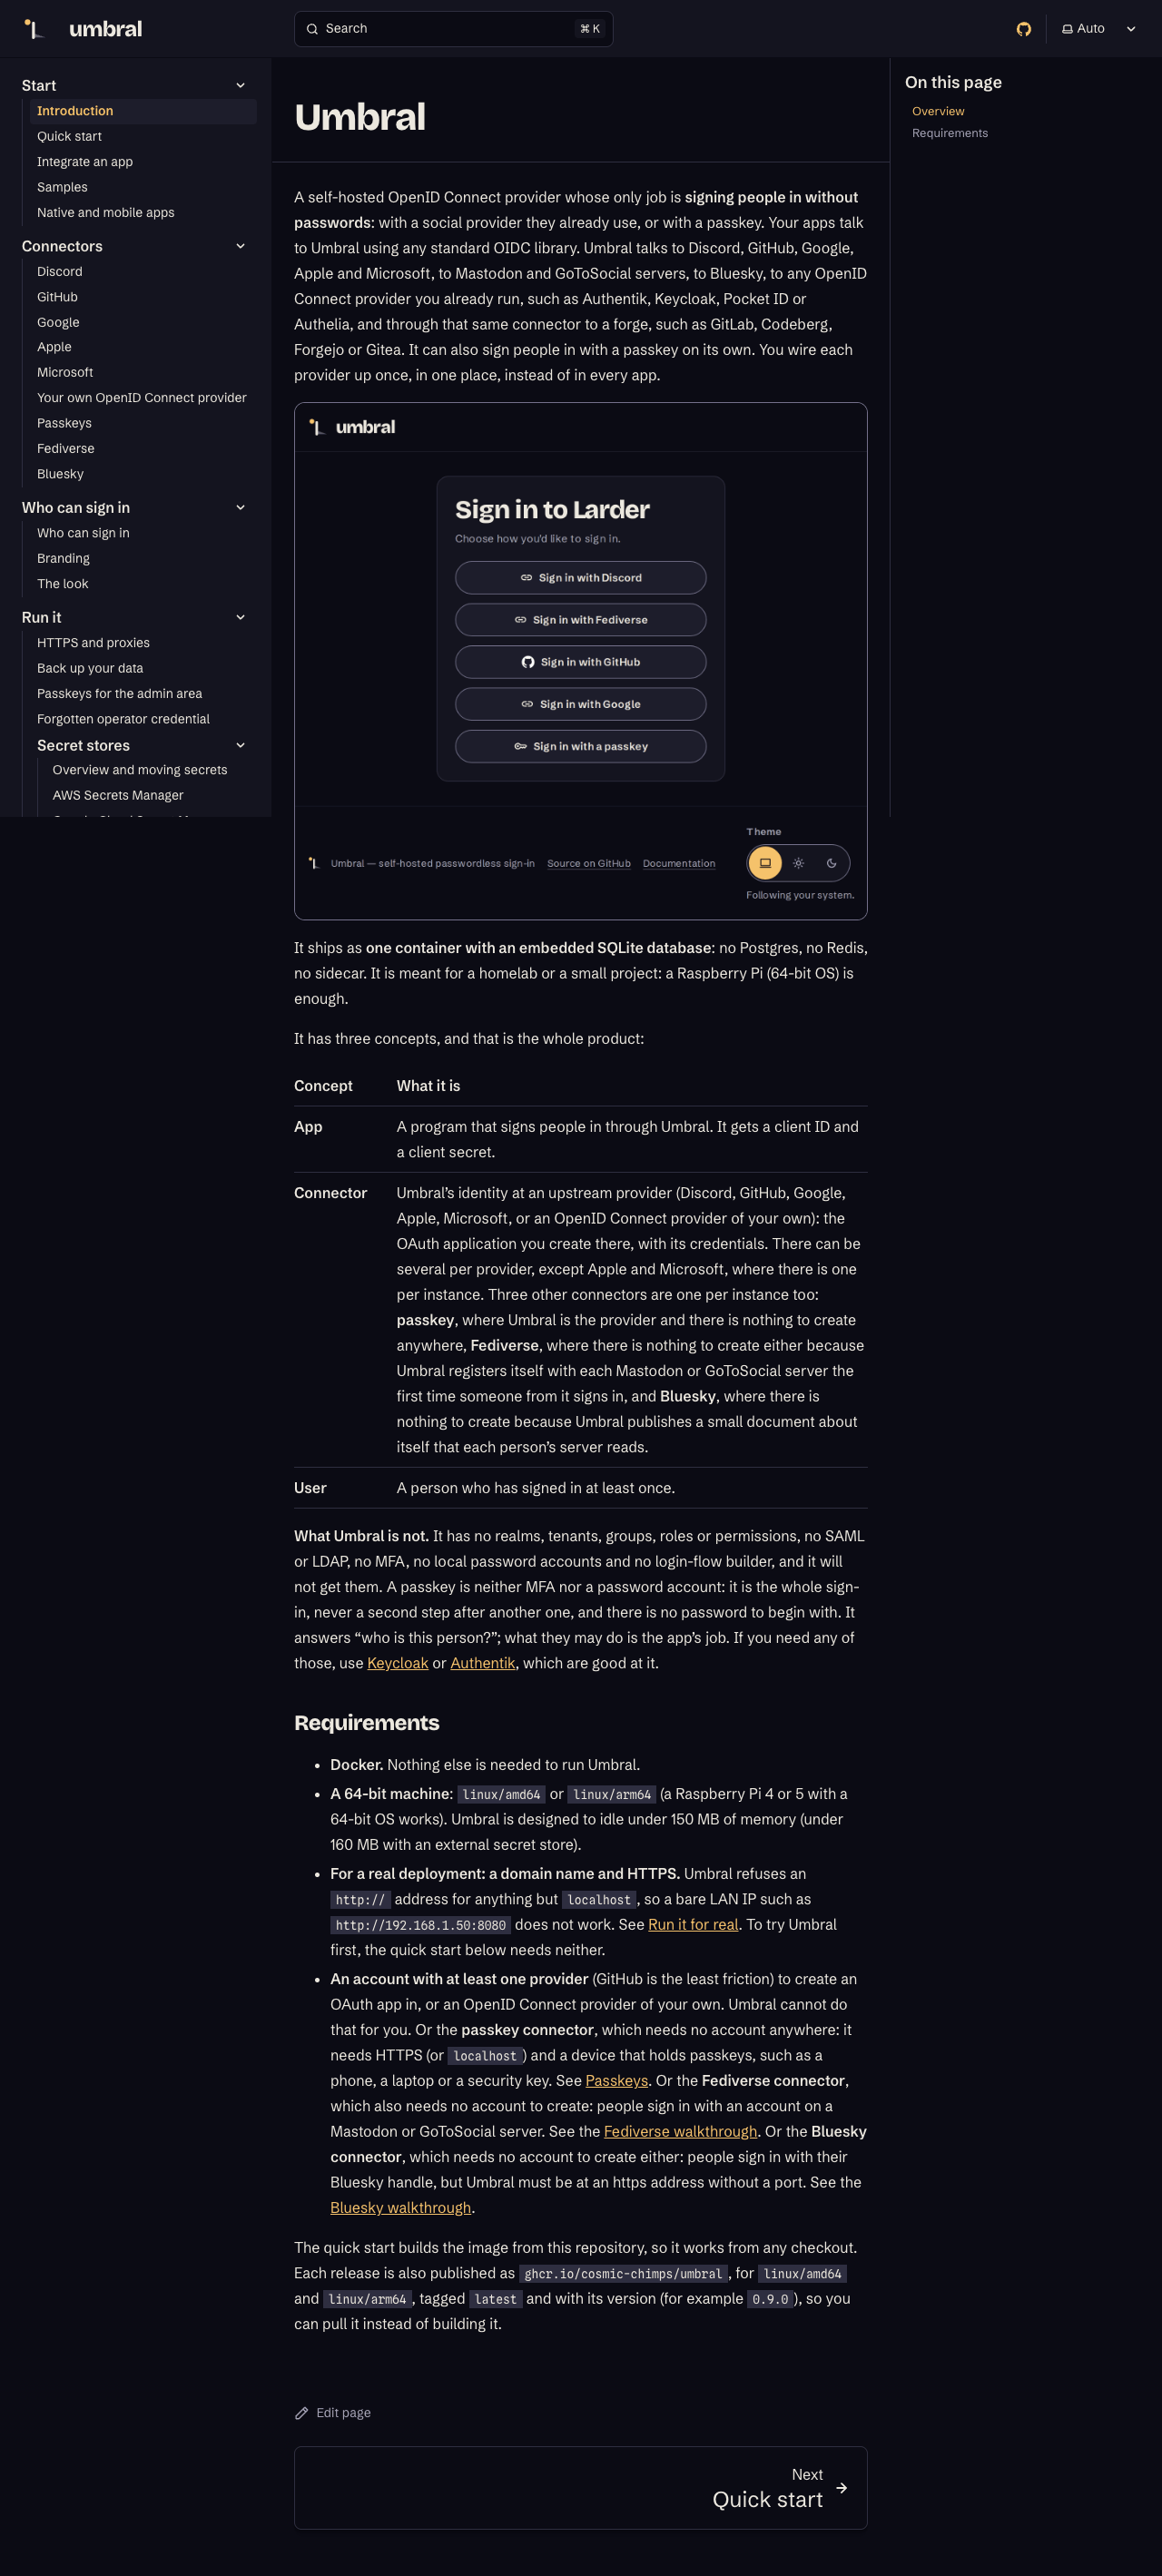 umbral
Search
⌘ K
Auto
Start
Introduction
Quick start
Integrate an app
Samples
Native and mobile apps
Connectors
Discord
GitHub
Google
Apple
Microsoft
Your own OpenID Connect provider
Passkeys
Fediverse
Bluesky
Who can sign in
Who can sign in
Branding
The look
Run it
HTTPS and proxies
Back up your data
Passkeys for the admin area
Forgotten operator credential
Secret stores
Overview and moving secrets
AWS Secrets Manager
On this page
Overview
Requirements
Umbral
A self-hosted OpenID Connect provider whose only job is signing people in without
passwords: with a social provider they already use, or with a passkey. Your apps talk
to Umbral using any standard OIDC library. Umbral talks to Discord, GitHub, Google,
Apple and Microsoft, to Mastodon and GoToSocial servers, to Bluesky, to any OpenID
Connect provider you already run, such as Authentik, Keycloak, Pocket ID or
Authelia, and through that same connector to a forge, such as GitLab, Codeberg,
Forgejo or Gitea. It can also sign people in with a passkey on its own. You wire each
provider up once, in one place, instead of in every app.
umbral
Sign in to Larder
Choose how you'd like to sign in.
Sign in with Discord
Sign in with Fediverse
Sign in with GitHub
Sign in with Google
Sign in with a passkey
Umbral — self-hosted passwordless sign-in
Source on GitHub
Documentation
Theme
Following your system.
It ships as one container with an embedded SQLite database: no Postgres, no Redis,
no sidecar. It is meant for a homelab or a small project: a Raspberry Pi (64-bit OS) is
enough.
It has three concepts, and that is the whole product:
Concept What it is
App A program that signs people in through Umbral. It gets a client ID and
a client secret.
Connector Umbral’s identity at an upstream provider (Discord, GitHub, Google,
Apple, Microsoft, or an OpenID Connect provider of your own): the
OAuth application you create there, with its credentials. There can be
several per provider, except Apple and Microsoft, where there is one
per instance. Three other connectors are one per instance too:
passkey, where Umbral is the provider and there is nothing to create
anywhere, Fediverse, where there is nothing to create either because
Umbral registers itself with each Mastodon or GoToSocial server the
first time someone from it signs in, and Bluesky, where there is
nothing to create because Umbral publishes a small document about
itself that each person’s server reads.
User A person who has signed in at least once.
What Umbral is not. It has no realms, tenants, groups, roles or permissions, no SAML
or LDAP, no MFA, no local password accounts and no login-flow builder, and it will
not get them. A passkey is neither MFA nor a password account: it is the whole sign-
in, never a second step after another one, and there is no password to begin with. It
answers “who is this person?”; what they may do is the app’s job. If you need any of
those, use Keycloak or Authentik, which are good at it.
Requirements
• Docker. Nothing else is needed to run Umbral.
• A 64-bit machine: linux/amd64 or linux/arm64 (a Raspberry Pi 4 or 5 with a
64-bit OS works). Umbral is designed to idle under 150 MB of memory (under
160 MB with an external secret store).
• For a real deployment: a domain name and HTTPS. Umbral refuses an
http:// address for anything but localhost, so a bare LAN IP such as
http://192.168.1.50:8080 does not work. See Run it for real. To try Umbral
first, the quick start below needs neither.
• An account with at least one provider (GitHub is the least friction) to create an
OAuth app in, or an OpenID Connect provider of your own. Umbral cannot do
that for you. Or the passkey connector, which needs no account anywhere: it
needs HTTPS (or localhost) and a device that holds passkeys, such as a
phone, a laptop or a security key. See Passkeys. Or the Fediverse connector,
which also needs no account to create: people sign in with an account on a
Mastodon or GoToSocial server. See the Fediverse walkthrough. Or the Bluesky
connector, which needs no account to create either: people sign in with their
Bluesky handle, but Umbral must be at an https address without a port. See the
Bluesky walkthrough.
The quick start builds the image from this repository, so it works from any checkout.
Each release is also published as ghcr.io/cosmic-chimps/umbral, for linux/amd64
and linux/arm64, tagged latest and with its version (for example 0.9.0), so you
can pull it instead of building it.
Edit page
Next
Quick start